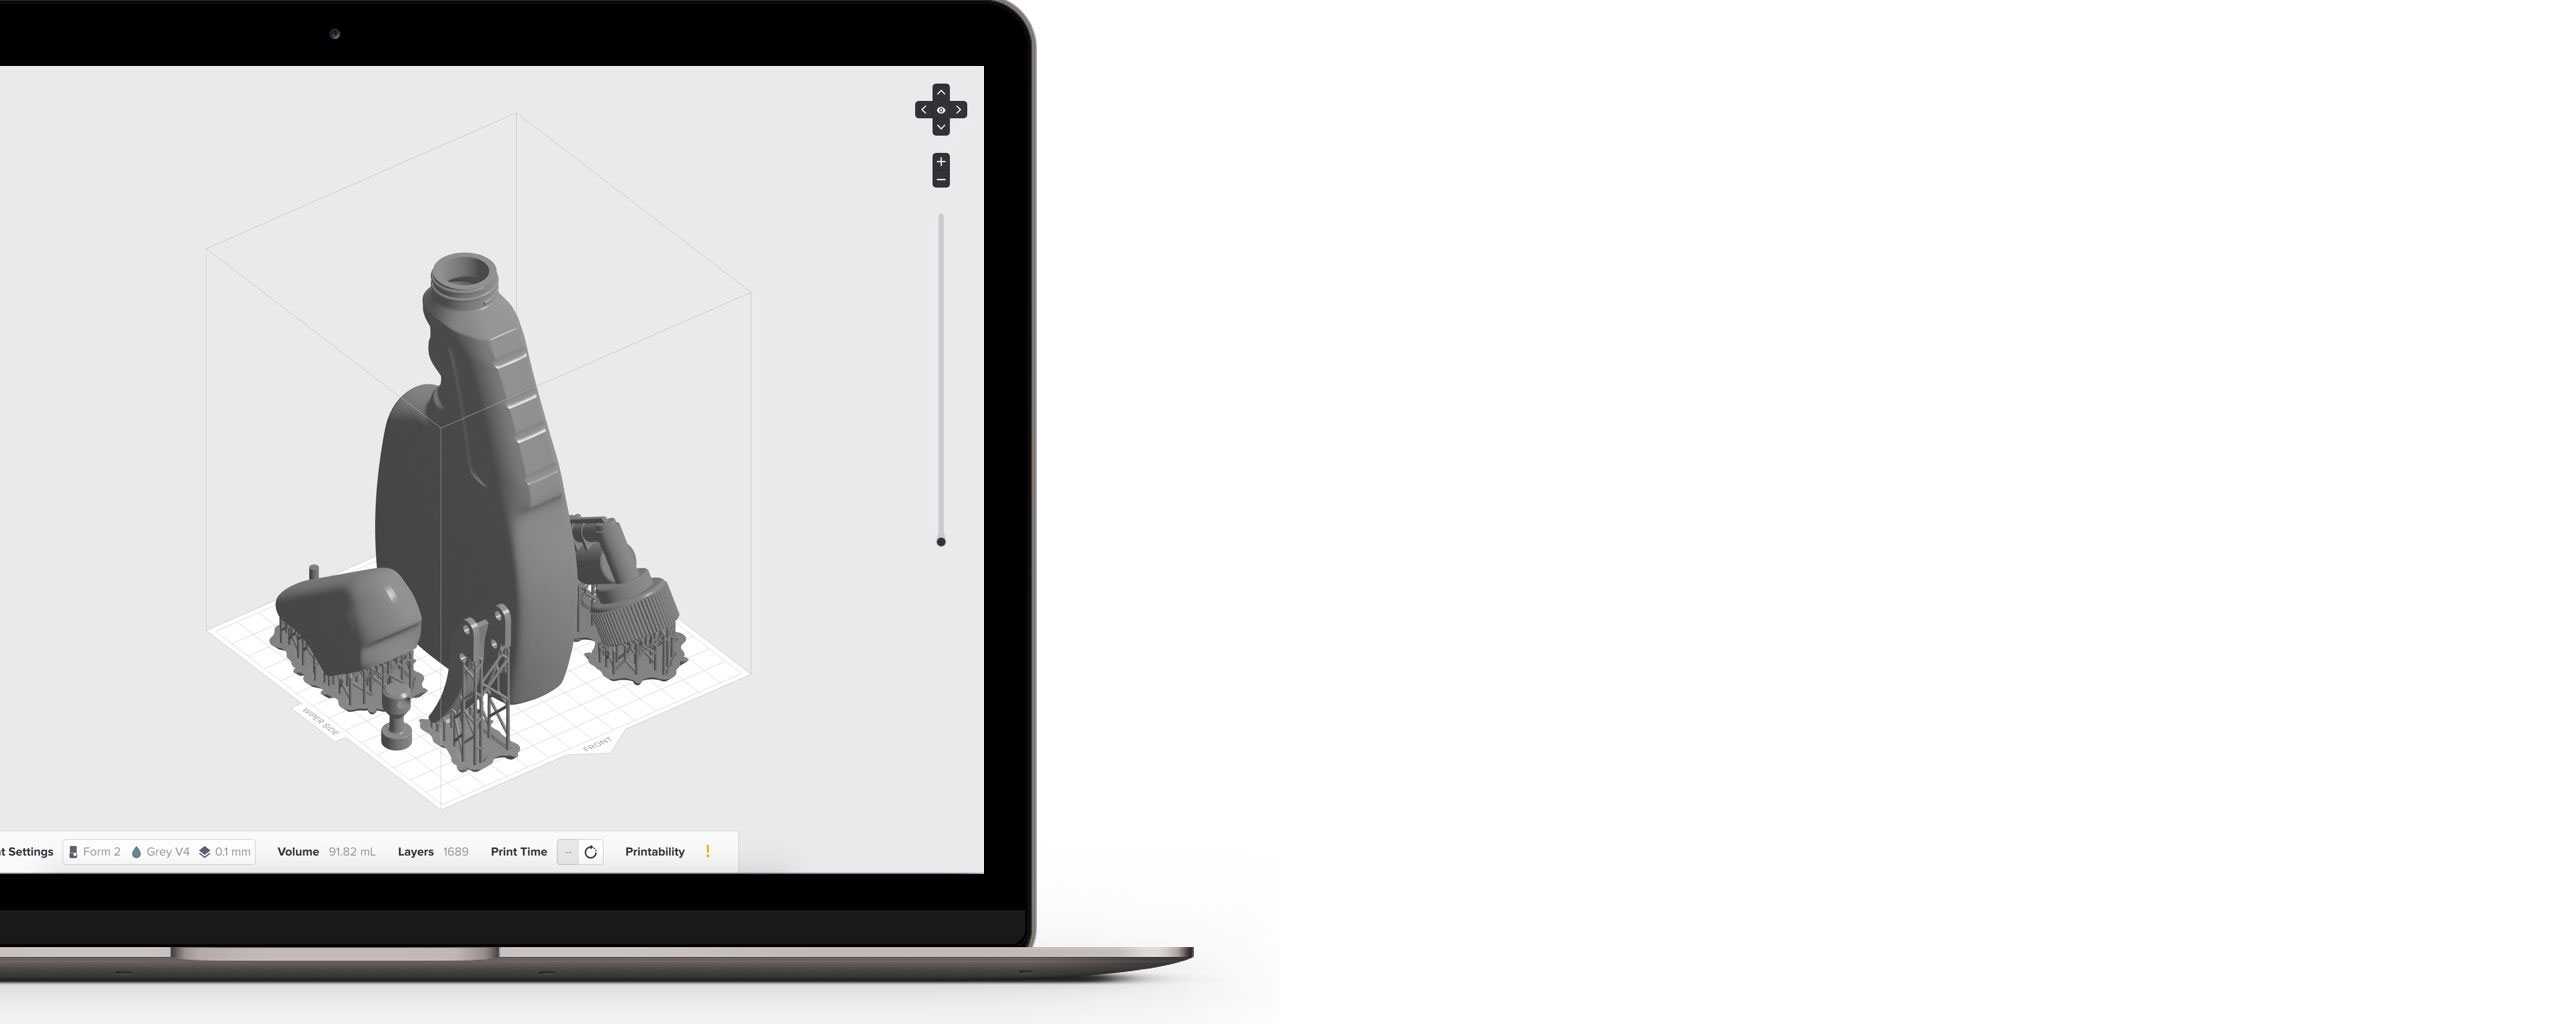 WIPER SIDE
FRONT
t Settings Form 2 Grey V4 0.1 mm Volume 91.82 mL Layers 1689 Print Time -- Printability !